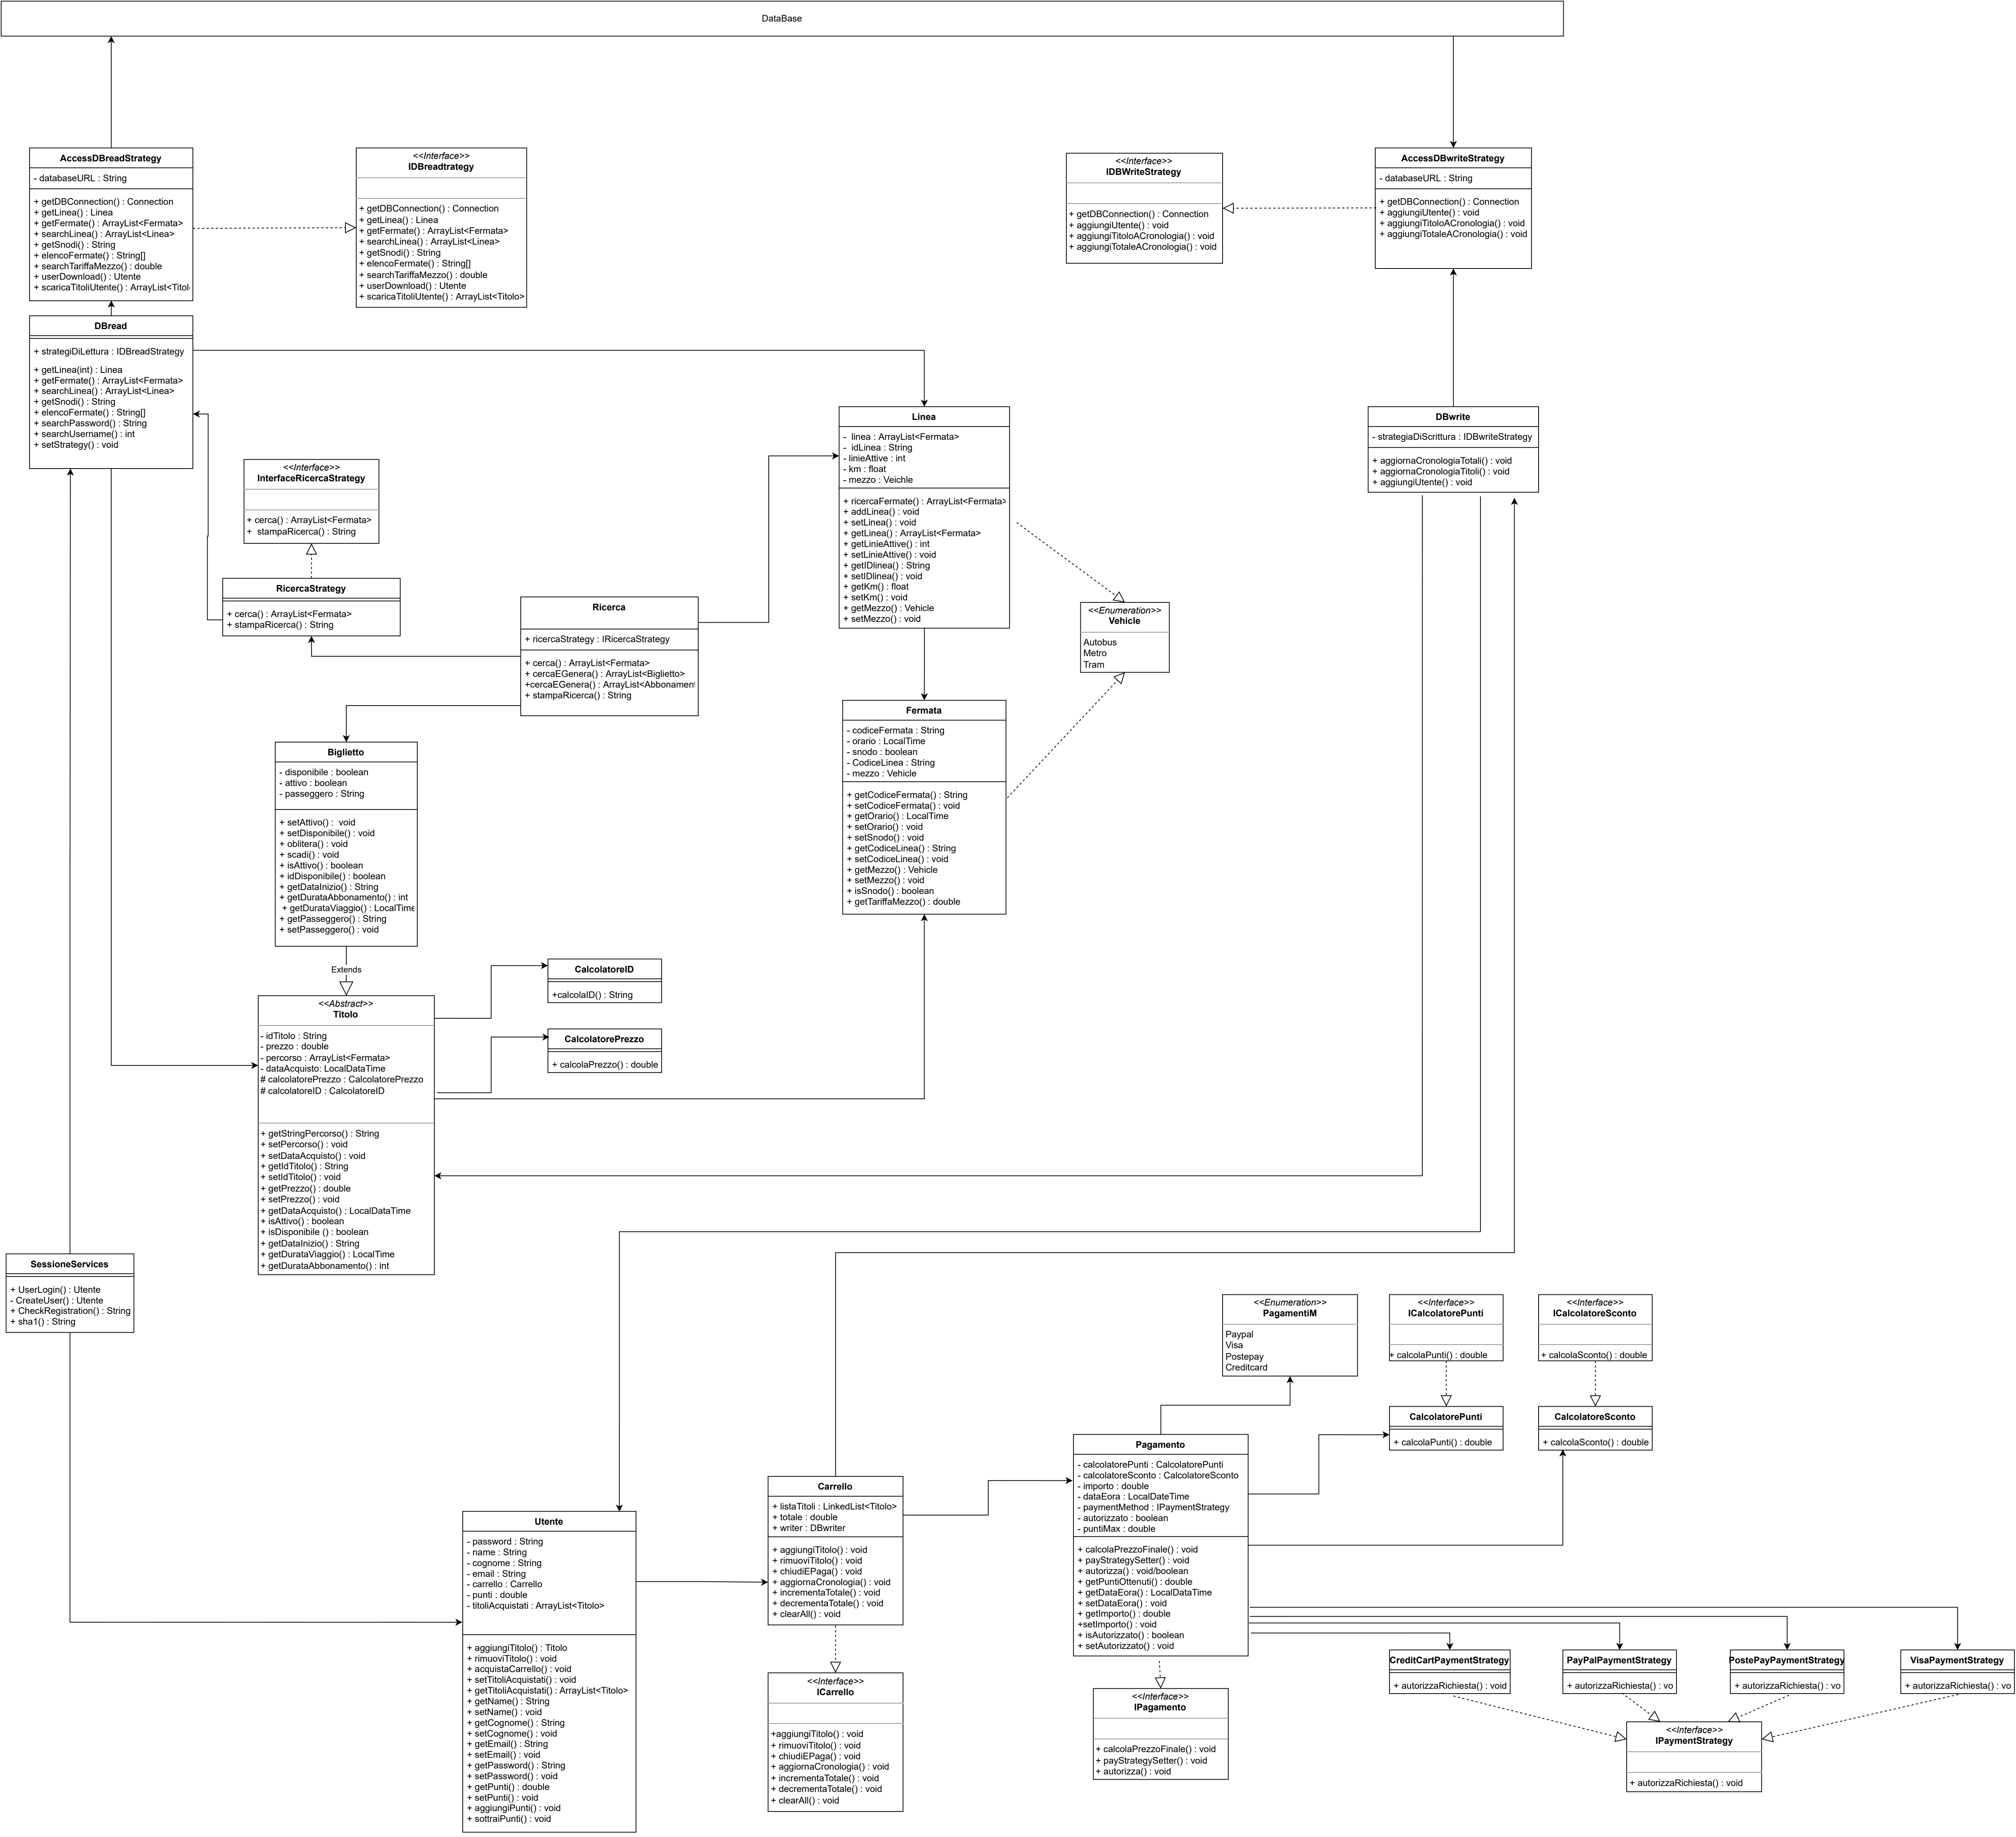 DataBase
AccessDBreadStrategy
- databaseURL : String
+ getDBConnection() : Connection
+ getLinea() : Linea
+ getFermate() : ArrayList<Fermata>
+ searchLinea() : ArrayList<Linea>
+ getSnodi() : String
+ elencoFermate() : String[]
+ searchTariffaMezzo() : double
+ userDownload() : Utente
+ scaricaTitoliUtente() : ArrayList<Titol
<<Interface>>
IDBreadtrategy
+ getDBConnection() : Connection
+ getLinea() : Linea
+ getFermate() : ArrayList<Fermata>
+ searchLinea() : ArrayList<Linea>
+ getSnodi() : String
+ elencoFermate() : String[]
+ searchTariffaMezzo() : double
+ userDownload() : Utente
+ scaricaTitoliUtente() : ArrayList<Titolo>
<<Interface>>
IDBWriteStrategy
+ getDBConnection() : Connection
+ aggiungiUtente() : void
+ aggiungiTitoloACronologia() : void
+ aggiungiTotaleACronologia() : void
AccessDBwriteStrategy
- databaseURL : String
+ getDBConnection() : Connection
+ aggiungiUtente() : void
+ aggiungiTitoloACronologia() : void
+ aggiungiTotaleACronologia() : void
DBread
+ strategiDiLettura : IDBreadStrategy
+ getLinea(int) : Linea
+ getFermate() : ArrayList<Fermata>
+ searchLinea() : ArrayList<Linea>
+ getSnodi() : String
+ elencoFermate() : String[]
+ searchPassword() : String
+ searchUsername() : int
+ setStrategy() : void
<<Interface>>
InterfaceRicercaStrategy
+ cerca() : ArrayList<Fermata>
+ stampaRicerca() : String
RicercaStrategy
+ cerca() : ArrayList<Fermata>
+ stampaRicerca() : String
Ricerca
+ ricercaStrategy : IRicercaStrategy
+ cerca() : ArrayList<Fermata>
+ cercaEGenera() : ArrayList<Biglietto>
+cercaEGenera() : ArrayList<Abbonament
+ stampaRicerca() : String
Linea
- linea : ArrayList<Fermata>
- idLinea : String
- linieAttive : int
- km : float
- mezzo : Veichle
+ ricercaFermate() : ArrayList<Fermata>
+ addLinea() : void
+ setLinea() : void
+ getLinea() : ArrayList<Fermata>
+ getLinieAttive() : int
+ setLinieAttive() : void
+ getIDlinea() : String
+ setIDlinea() : void
+ getKm() : float
+ setKm() : void
+ getMezzo() : Vehicle
+ setMezzo() : void
DBwrite
- strategiaDiScrittura : IDBwriteStrategy
+ aggiornaCronologiaTotali() : void
+ aggiornaCronologiaTitoli() : void
+ aggiungiUtente() : void
<<Enumeration>>
Vehicle
Autobus
Metro
Tram
Fermata
- codiceFermata : String
- orario : LocalTime
- snodo : boolean
- CodiceLinea : String
- mezzo : Vehicle
+ getCodiceFermata() : String
+ setCodiceFermata() : void
+ getOrario() : LocalTime
+ setOrario() : void
+ setSnodo() : void
+ getCodiceLinea() : String
+ setCodiceLinea() : void
+ getMezzo() : Vehicle
+ setMezzo() : void
+ isSnodo() : boolean
+ getTariffaMezzo() : double
Biglietto
- disponibile : boolean
- attivo : boolean
- passeggero : String
+ setAttivo() : void
+ setDisponibile() : void
+ oblitera() : void
+ scadi() : void
+ isAttivo() : boolean
+ idDisponibile() : boolean
+ getDataInizio() : String
+ getDurataAbbonamento() : int
+ getDurataViaggio() : LocalTime
+ getPasseggero() : String
+ setPasseggero() : void
Extends
<<Abstract>>
Titolo
- idTitolo : String
- prezzo : double
- percorso : ArrayList<Fermata>
- dataAcquisto: LocalDataTime
# calcolatorePrezzo : CalcolatorePrezzo
# calcolatoreID : CalcolatoreID
+ getStringPercorso() : String
+ setPercorso() : void
+ setDataAcquisto() : void
+ getIdTitolo() : String
+ setIdTitolo() : void
+ getPrezzo() : double
+ setPrezzo() : void
+ getDataAcquisto() : LocalDataTime
+ isAttivo() : boolean
+ isDisponibile () : boolean
+ getDataInizio() : String
+ getDurataViaggio() : LocalTime
+ getDurataAbbonamento() : int
CalcolatoreID
+calcolaID() : String
CalcolatorePrezzo
+ calcolaPrezzo() : double
SessioneServices
+ UserLogin() : Utente
- CreateUser() : Utente
+ CheckRegistration() : String
+ sha1() : String
<<Enumeration>>
PagamentiM
Paypal
Visa
Postepay
Creditcard
<<Interface>>
ICalcolatorePunti
+ calcolaPunti() : double
<<Interface>>
ICalcolatoreSconto
+ calcolaSconto() : double
CalcolatorePunti
+ calcolaPunti() : double
CalcolatoreSconto
+ calcolaSconto() : double
Pagamento
- calcolatorePunti : CalcolatorePunti
- calcolatoreSconto : CalcolatoreSconto
- importo : double
- dataEora : LocalDateTime
- paymentMethod : IPaymentStrategy
- autorizzato : boolean
- puntiMax : double
+ calcolaPrezzoFinale() : void
+ payStrategySetter() : void
+ autorizza() : void/boolean
+ getPuntiOttenuti() : double
+ getDataEora() : LocalDataTime
+ setDataEora() : void
+ getImporto() : double
+setImporto() : void
+ isAutorizzato() : boolean
+ setAutorizzato() : void
Carrello
+ listaTitoli : LinkedList<Titolo>
+ totale : double
+ writer : DBwriter
+ aggiungiTitolo() : void
+ rimuoviTitolo() : void
+ chiudiEPaga() : void
+ aggiornaCronologia() : void
+ incrementaTotale() : void
+ decrementaTotale() : void
+ clearAll() : void
Utente
- password : String
- name : String
- cognome : String
- email : String
- carrello : Carrello
- punti : double
- titoliAcquistati : ArrayList<Titolo>
+ aggiungiTitolo() : Titolo
+ rimuoviTitolo() : void
+ acquistaCarrello() : void
+ setTitoliAcquistati() : void
+ getTitoliAcquistati() : ArrayList<Titolo>
+ getName() : String
+ setName() : void
+ getCognome() : String
+ setCognome() : void
+ getEmail() : String
+ setEmail() : void
+ getPassword() : String
+ setPassword() : void
+ getPunti() : double
+ setPunti() : void
+ aggiungiPunti() : void
+ sottraiPunti() : void
<<Interface>>
ICarrello
+aggiungiTitolo() : void
+ rimuoviTitolo() : void
+ chiudiEPaga() : void
+ aggiornaCronologia() : void
+ incrementaTotale() : void
+ decrementaTotale() : void
+ clearAll() : void
<<Interface>>
IPagamento
+ calcolaPrezzoFinale() : void
+ payStrategySetter() : void
+ autorizza() : void
CreditCartPaymentStrategy
+ autorizzaRichiesta() : void
PayPalPaymentStrategy
+ autorizzaRichiesta() : vo
PostePayPaymentStrategy
+ autorizzaRichiesta() : vo
VisaPaymentStrategy
+ autorizzaRichiesta() : vo
<<Interface>>
IPaymentStrategy
+ autorizzaRichiesta() : void